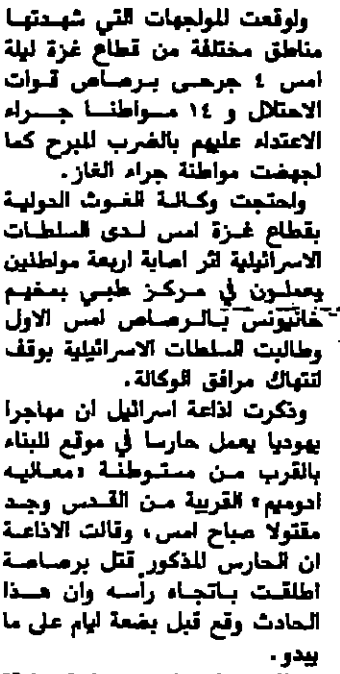 واوقعت المواجهات التي شهدتها
مناطق مختلفة من قطاع غزة ليلة
امس ٤ جرحى برصاص قوات
الاحتلال و ١٤ مواطنا جراء
الاعتداء عليهم بالضرب المبرح كما
اجهضت مواطنة جراء الغاز.
واحتجت وكالة الغوث الدولية
بقطاع غزة امس لدى السلطات
الاسرائيلية اثر اصابة اربعة مواطنين
يعملون في مركز طبي بمخيم
خانيونس بالرصاص امس الاول
وطالبت السلطات الاسرائيلية بوقف
انتهاك مرافق الوكالة.
وذكرت اذاعة اسرائيل ان مهاجرا
يهوديا يعمل حارسا في موقع للبناء
بالقرب من مستوطنة «معاليه
ادوميم» القريبة من القدس وجد
مقتولا صباح امس، وقالت الاذاعة
ان الحارس المذكور قتل برصاصة
اطلقت باتجاه رأسه وان هذا
الحادث وقع قبل بضعة ايام على ما
يبدو.